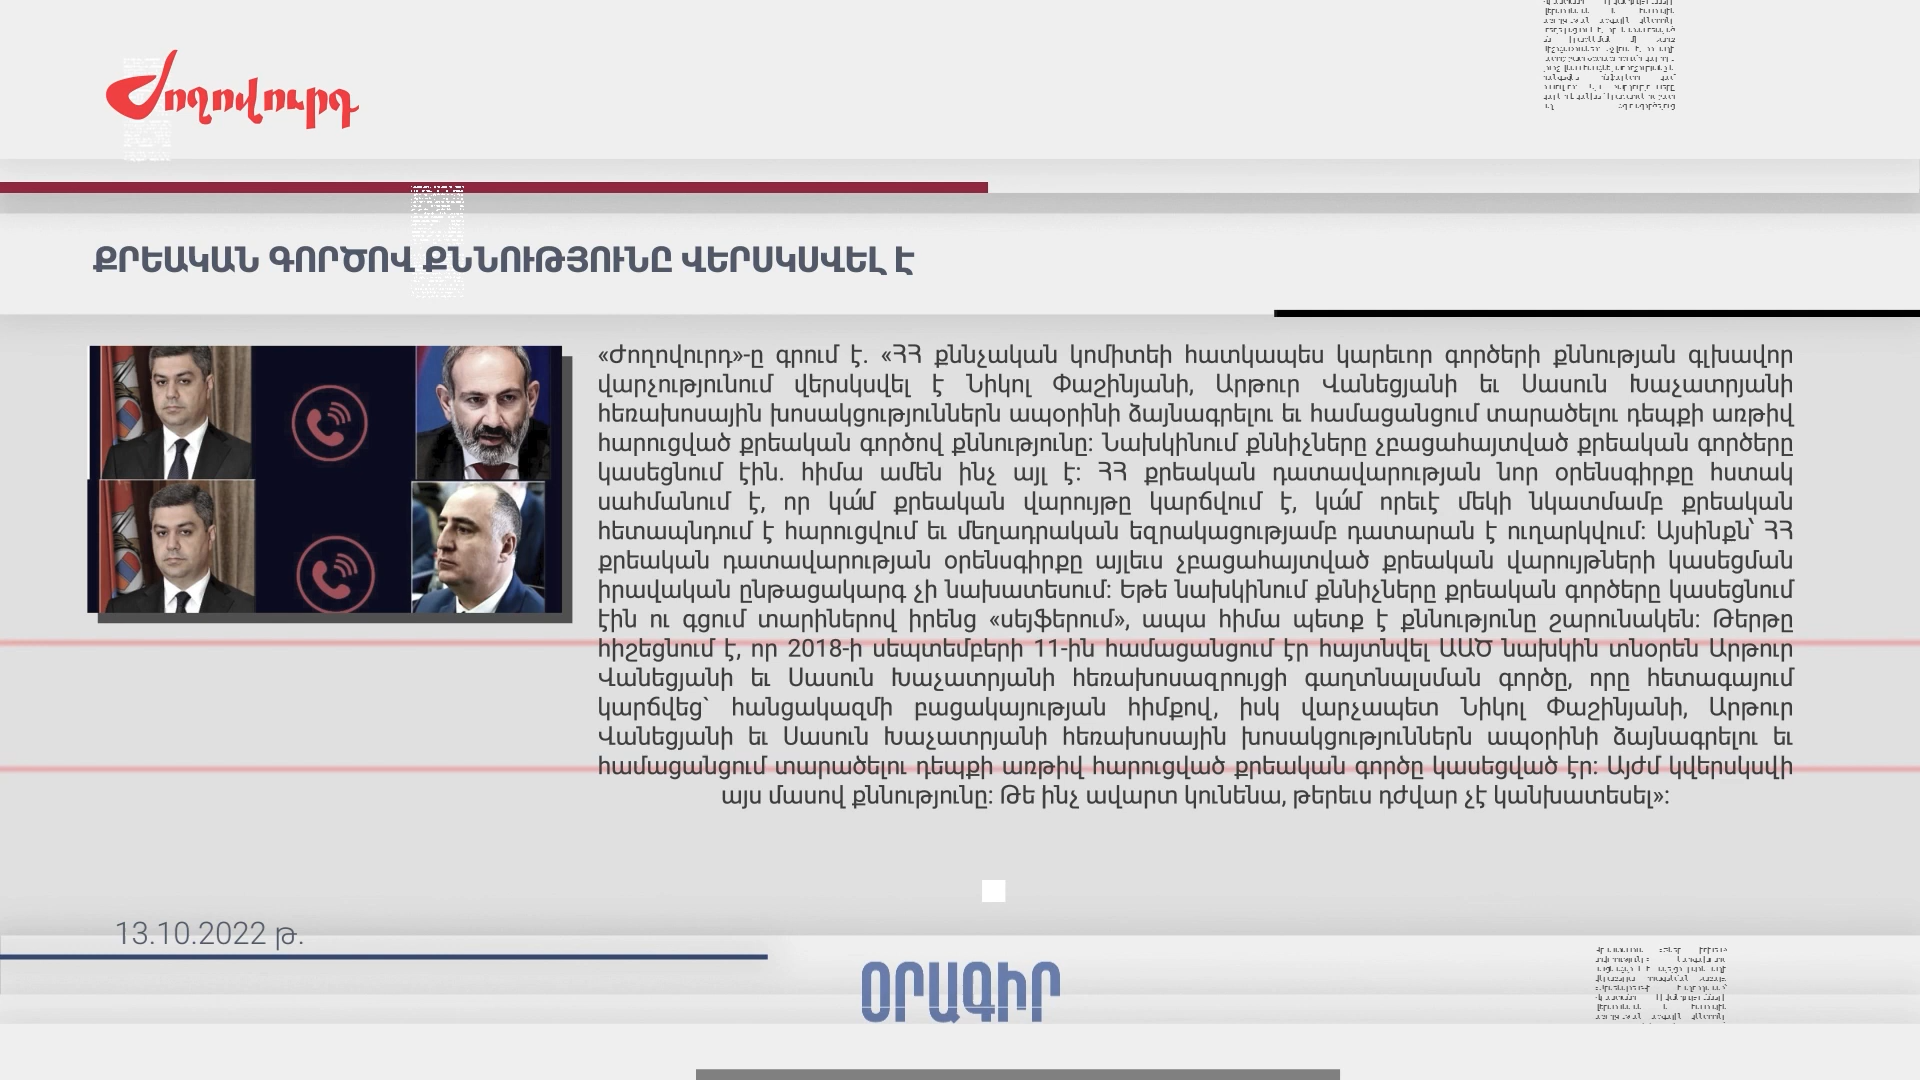 Ժողովուրդ
ՔՐԵԱԿԱՆ ԳՈՐԾՈՎ ՔՆՆՈՒԹՅՈՒՆԸ ՎԵՐՍԿՍՎԵԼ Է
«Ժողովուրդ»-ը գրում է. «ՀՀ քննչական կոմիտեի հատկապես կարեւոր գործերի քննության գլխավոր
վարչությունում վերսկսվել է Նիկոլ Փաշինյանի, Արթուր Վանեցյանի եւ Սասուն Խաչատրյանի
հեռախոսային խոսակցություններն ապօրինի ձայնագրելու եւ համացանցում տարածելու դեպքի առթիվ
հարուցված քրեական գործով քննությունը: Նախկինում քննիչները չբացահայտված քրեական գործերը
կասեցնում էին. հիմա ամեն ինչ այլ է: ՀՀ քրեական դատավարության նոր օրենսգիրքը հստակ
սահմանում է, որ կա՛մ քրեական վարույթը կարճվում է, կա՛մ որեւէ մեկի նկատմամբ քրեական
հետապնդում է հարուցվում եւ մեղադրական եզրակացությամբ դատարան է ուղարկվում: Այսինքն՝ ՀՀ
քրեական դատավարության օրենսգիրքը այլեւս չբացահայտված քրեական վարույթների կասեցման
իրավական ընթացակարգ չի նախատեսում: Եթե նախկինում քննիչները քրեական գործերը կասեցնում
էին ու գցում տարիներով իրենց «սեյֆերում», ապա հիմա պետք է քննությունը շարունակեն: Թերթը
հիշեցնում է, որ 2018-ի սեպտեմբերի 11-ին համացանցում էր հայտնվել ԱԱԾ նախկին տնօրեն Արթուր
Վանեցյանի եւ Սասուն Խաչատրյանի հեռախոսազրույցի գաղտնալսման գործը, որը հետագայում
կարճվեց՝ հանցակազմի բացակայության հիմքով, իսկ վարչապետ Նիկոլ Փաշինյանի, Արթուր
Վանեցյանի եւ Սասուն Խաչատրյանի հեռախոսային խոսակցություններն ապօրինի ձայնագրելու եւ
համացանցում տարածելու դեպքի առթիվ հարուցված քրեական գործը կասեցված էր: Այժմ կվերսկսվի
այս մասով քննությունը: Թե ինչ ավարտ կունենա, թերեւս դժվար չէ կանխատեսել»:
13.10.2022 թ.
ՕՐԱԳԻՐ